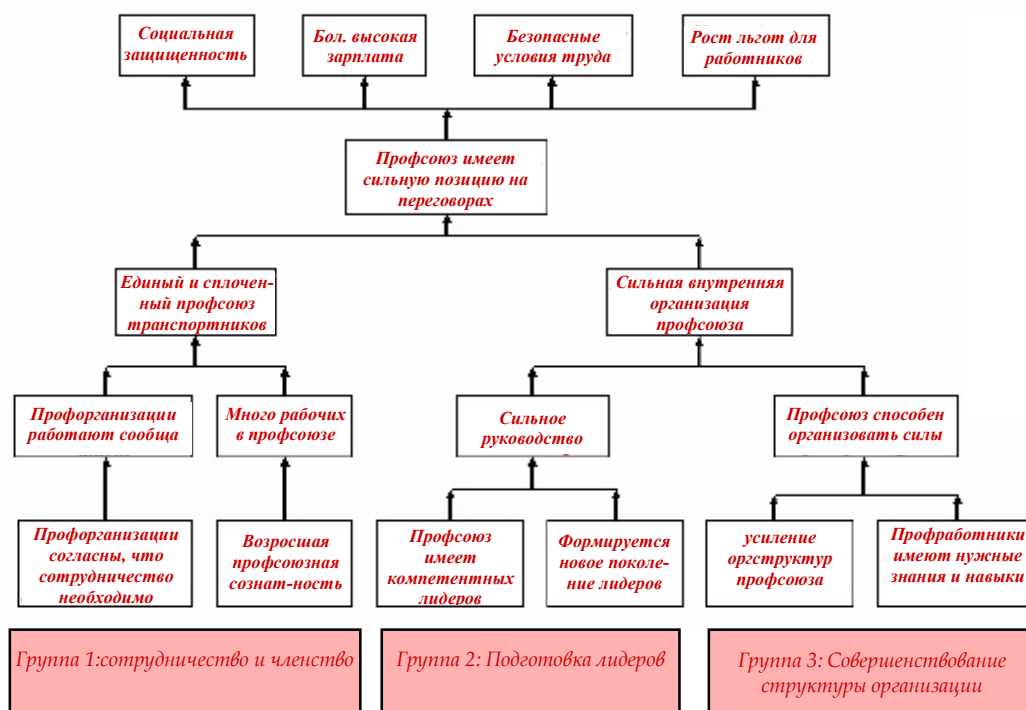 Социальная
защищенность
Бол. высокая
зарплата
Безопасные
условия труда
Рост льгот для
работников
Профсоюз имеет
сильную позицию на
переговорах
Единый и сплочен-
ный профсоюз
транспортников
Сильная внутренняя
организация
профсоюза
Профорганизации
работают сообща
Много рабочих
в профсоюзе
Сильное
руководство
Профсоюз способен
организовать силы
Профорганизации
согласны, что
сотрудничество
необходимо
Возросшая
профсоюзная
сознат-ность
Профсоюз
имеет
компетентных
лидеров
Формируется
новое поколе-
ние лидеров
усиление
оргструктур
профсоюза
Профработники
имеют нужные
знания и навыки
Группа 1:сотрудничество и членство
Группа 2: Подготовка лидеров
Группа 3: Совершенствование
структуры организации